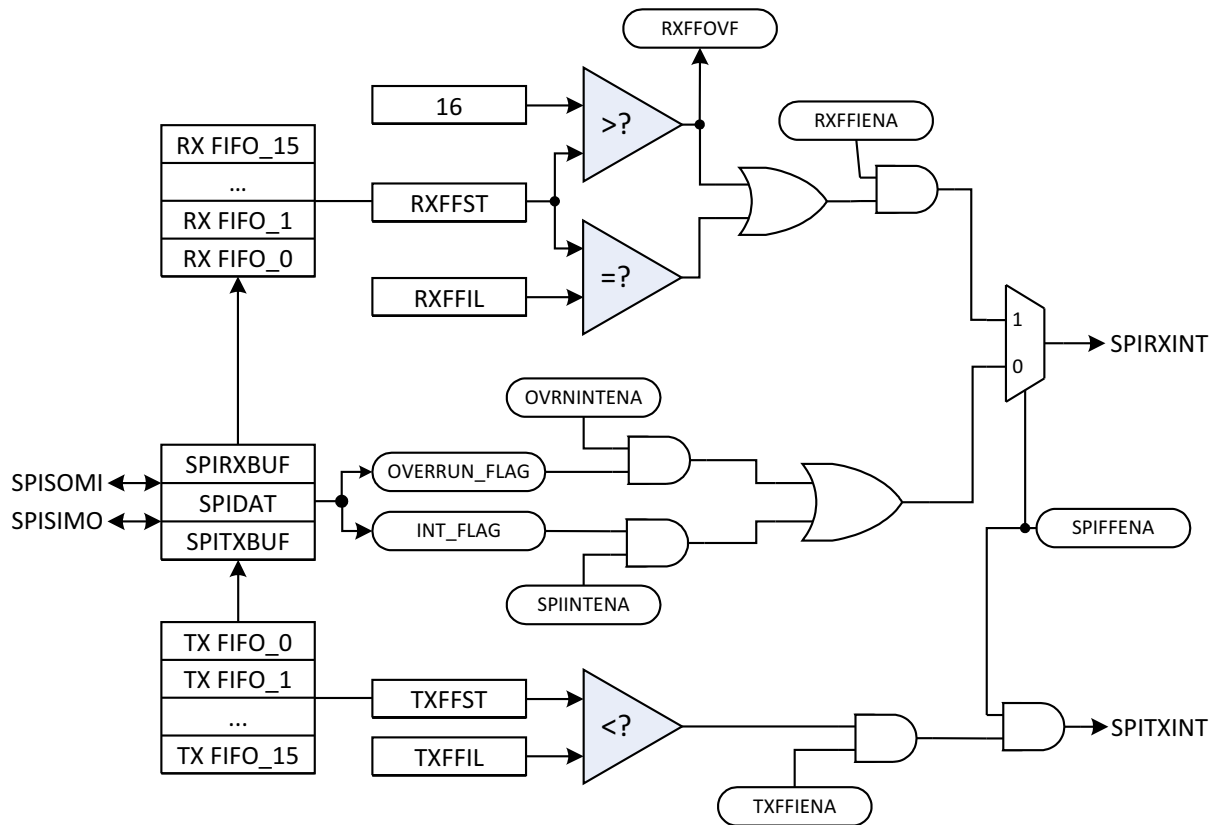 RXFFOVF
16
>?
RXFFIENA
RX FIFO_15
...
RX FIFO_1
RX FIFO_0
RXFFST
RXFFIL
=?
1
0
SPIRXINT
OVRNINTENA
SPISOMI
SPISIMO
SPIRXBUF
SPIDAT
SPITXBUF
OVERRUN_FLAG
INT_FLAG
SPIINTENA
SPIFFENA
TX FIFO_0
TX FIFO_1
...
TX FIFO_15
TXFFST
TXFFIL
<?
TXFFIENA
SPITXINT